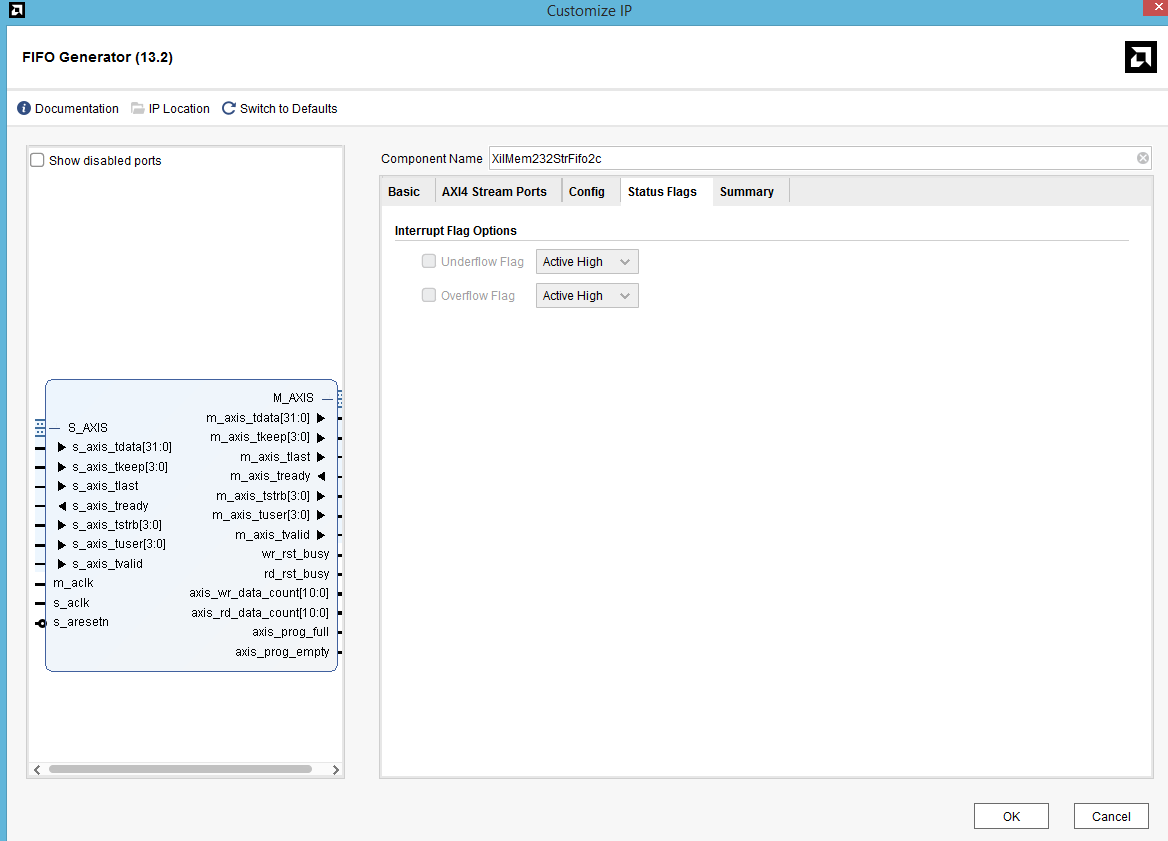 Customize IP
FIFO Generator (13.2)
Documentation IP Location Switch to Defaults
Show disabled ports
M_AXIS
m_axis_tdata[31:0]
m_axis_tkeep[3:0]
m_axis_tlast
m_axis_tready
m_axis_tstrb[3:0]
m_axis_tuser[3:0]
m_axis_tvalid
wr_rst_busy
rd_rst_busy
axis_wr_data_count[10:0]
axis_rd_data_count[10:0]
axis_prog_full
axis_prog_empty
S_AXIS
s_axis_tdata[31:0]
s_axis_tkeep[3:0]
s_axis_tlast
s_axis_tready
s_axis_tstrb[3:0]
s_axis_tuser[3:0]
s_axis_tvalid
m_aclk
s_aclk
s_aresetn
Component Name XilMem232StrFifo2c
Basic AXI4 Stream Ports Config Status Flags Summary
Interrupt Flag Options
Underflow Flag Active High
Overflow Flag Active High
OK Cancel